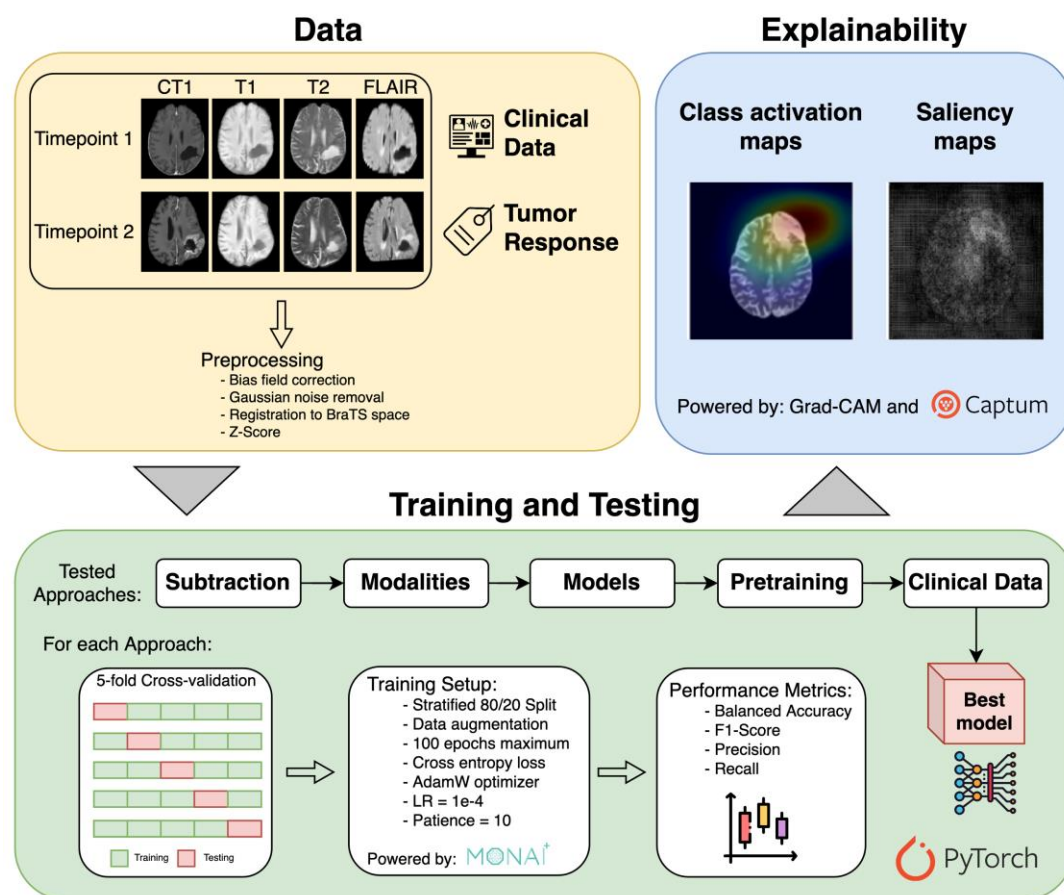 Data
CT1 T1 T2 FLAIR
Timepoint 1
Timepoint 2
Clinical
Data
Tumor
Response
Preprocessing
- Bias field correction
- Gaussian noise removal
- Registration to BraTS space
- Z-Score
Explainability
Class activation
maps
Saliency
maps
Powered by: Grad-CAM and Captum
Training and Testing
Tested
Approaches:
Subtraction
Modalities
Models
Pretraining
Clinical Data
For each Approach:
5-fold Cross-validation
Training
Testing
Training Setup:
- Stratified 80/20 Split
- Data augmentation
- 100 epochs maximum
- Cross entropy loss
- AdamW optimizer
- LR = 1e-4
- Patience = 10
Powered by: MONAI
Performance Metrics:
- Balanced Accuracy
- F1-Score
- Precision
- Recall
Best
model
PyTorch